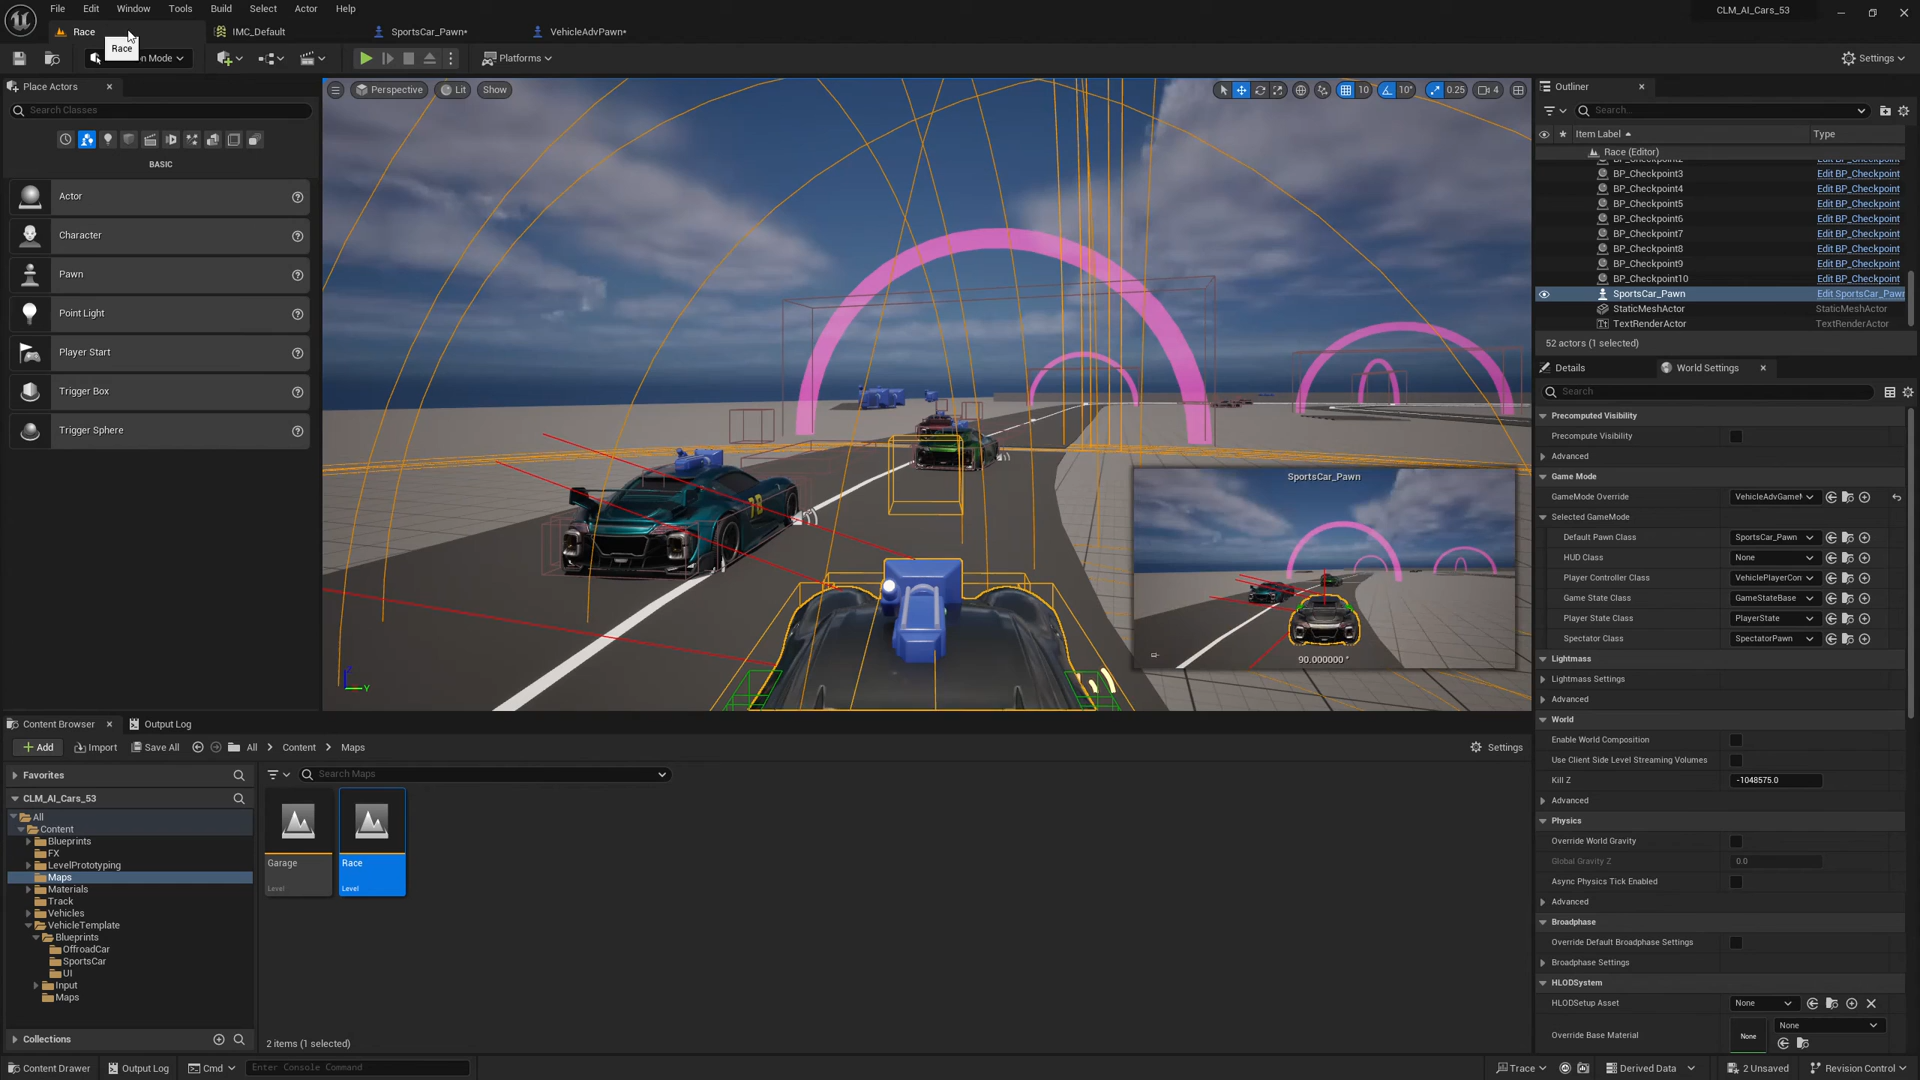 File Edit Window Tools Build Select Actor Help
CLM_AI_Cars_53
Race IMC_Default SportsCar_Pawn• VehicleAdvPawn•
Race
n Mode Platforms Settings
Place Actors
Search Classes
BASIC
Actor
Character
Pawn
Point Light
Player Start
Trigger Box
Trigger Sphere
Perspective Lit Show
10 10° 0.25 4
SportsCar_Pawn
90.000000 °
Outliner
Search...
Item Label Type
Race (Editor)
BP_Checkpoint2
BP_Checkpoint3 Edit BP_Checkpoint
BP_Checkpoint4 Edit BP_Checkpoint
BP_Checkpoint5 Edit BP_Checkpoint
BP_Checkpoint6 Edit BP_Checkpoint
BP_Checkpoint7 Edit BP_Checkpoint
BP_Checkpoint8 Edit BP_Checkpoint
BP_Checkpoint9 Edit BP_Checkpoint
BP_Checkpoint10 Edit BP_Checkpoint
SportsCar_Pawn Edit SportsCar_Pawn
StaticMeshActor StaticMeshActor
TextRenderActor TextRenderActor
52 actors (1 selected)
Details World Settings
Search
Precomputed Visibility
Precompute Visibility
Advanced
Game Mode
GameMode Override VehicleAdvGameM
Selected GameMode
Default Pawn Class SportsCar_Pawn
HUD Class None
Player Controller Class VehiclePlayerCon
Game State Class GameStateBase
Player State Class PlayerState
Spectator Class SpectatorPawn
Lightmass
Lightmass Settings
Advanced
World
Enable World Composition
Use Client Side Level Streaming Volumes
Kill Z -1048575.0
Advanced
Physics
Override World Gravity
Global Gravity Z 0.0
Async Physics Tick Enabled
Advanced
Broadphase
Override Default Broadphase Settings
Broadphase Settings
HLODSystem
HLODSetup Asset None
Override Base Material None None
Content Browser Output Log
Add Import Save All All Content Maps Settings
Favorites
Search Maps
CLM_AI_Cars_53
All
Content
Blueprints
FX
LevelPrototyping
Maps
Materials
Track
Vehicles
VehicleTemplate
Blueprints
OffroadCar
SportsCar
UI
Input
Maps
Garage
Level
Race
Level
Collections
2 items (1 selected)
Content Drawer Output Log Cmd Enter Console Command Trace Derived Data 2 Unsaved Revision Control